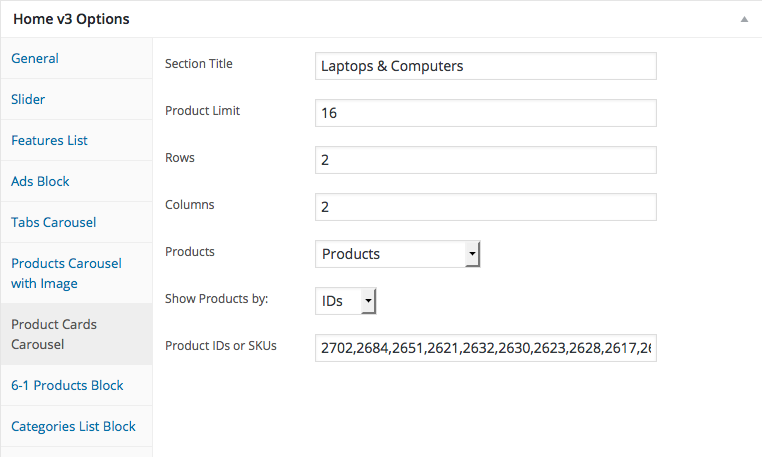 Home v3 Options
General
Slider
Features List
Ads Block
Tabs Carousel
Products Carousel
with Image
Product Cards
Carousel
6-1 Products Block
Categories List Block
Section Title
Laptops & Computers
Product Limit
16
Rows
2
Columns
2
Products
Products
Show Products by:
IDs
Product IDs or SKUs
2702,2684,2651,2621,2632,2630,2623,2628,2617,26